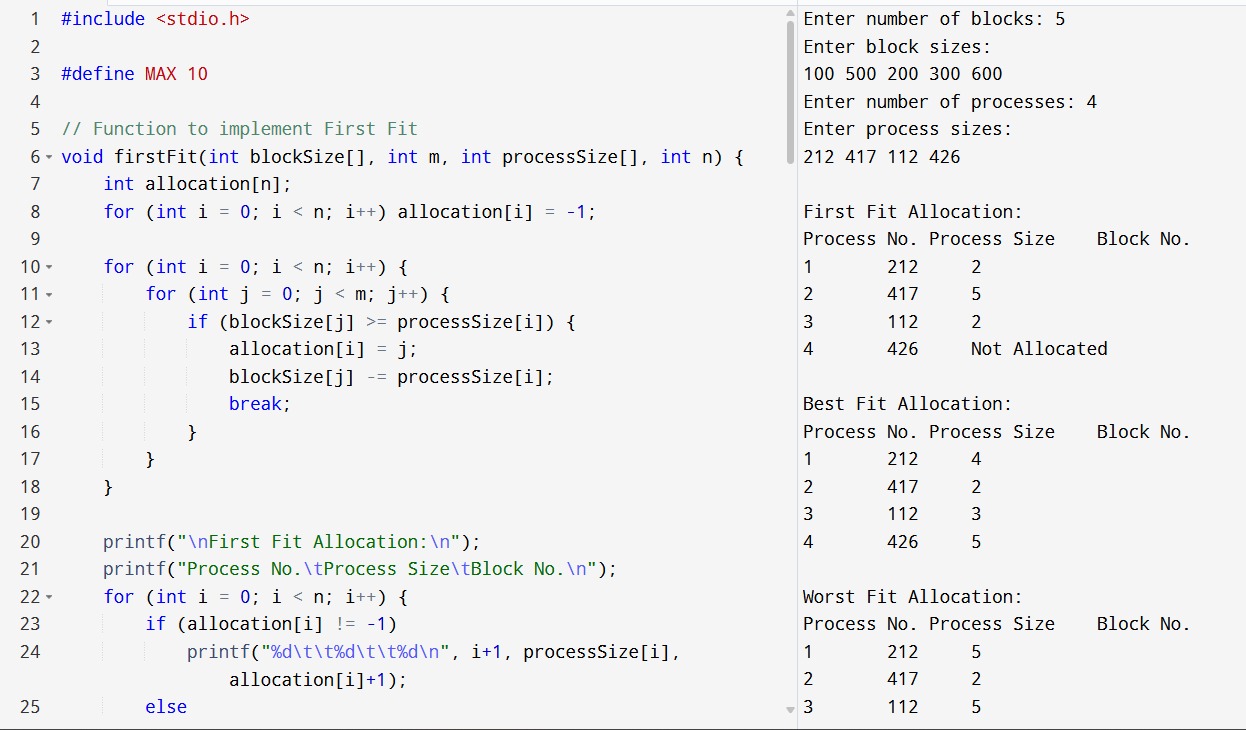 1 #include <stdio.h>
2
3 #define MAX 10
4
5 // Function to implement First Fit
6 void firstFit(int blockSize[], int m, int processSize[], int n) {
7     int allocation[n];
8     for (int i = 0; i < n; i++) allocation[i] = -1;
9
10     for (int i = 0; i < n; i++) {
11         for (int j = 0; j < m; j++) {
12             if (blockSize[j] >= processSize[i]) {
13                 allocation[i] = j;
14                 blockSize[j] -= processSize[i];
15                 break;
16             }
17         }
18     }
19
20     printf("\nFirst Fit Allocation:\n");
21     printf("Process No.\tProcess Size\tBlock No.\n");
22     for (int i = 0; i < n; i++) {
23         if (allocation[i] != -1)
24             printf("%d\t\t%d\t\t%d\n", i+1, processSize[i],
                allocation[i]+1);
25         else
Enter number of blocks: 5
Enter block sizes:
100 500 200 300 600
Enter number of processes: 4
Enter process sizes:
212 417 112 426

First Fit Allocation:
Process No. Process Size    Block No.
1       212     2
2       417     5
3       112     2
4       426     Not Allocated

Best Fit Allocation:
Process No. Process Size    Block No.
1       212     4
2       417     2
3       112     3
4       426     5

Worst Fit Allocation:
Process No. Process Size    Block No.
1       212     5
2       417     2
3       112     5